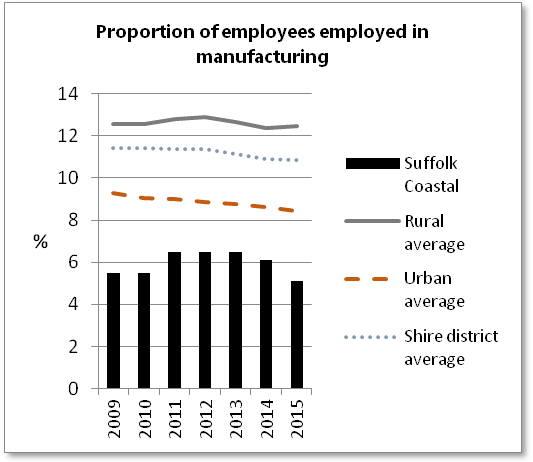 Proportion of employees employed in
manufacturing
14
12
10
8
6
4
2
0
%
2009
2010
2011
2012
2013
2014
2015
Suffolk
Coastal
Rural
average
Urban
average
Shire district
average